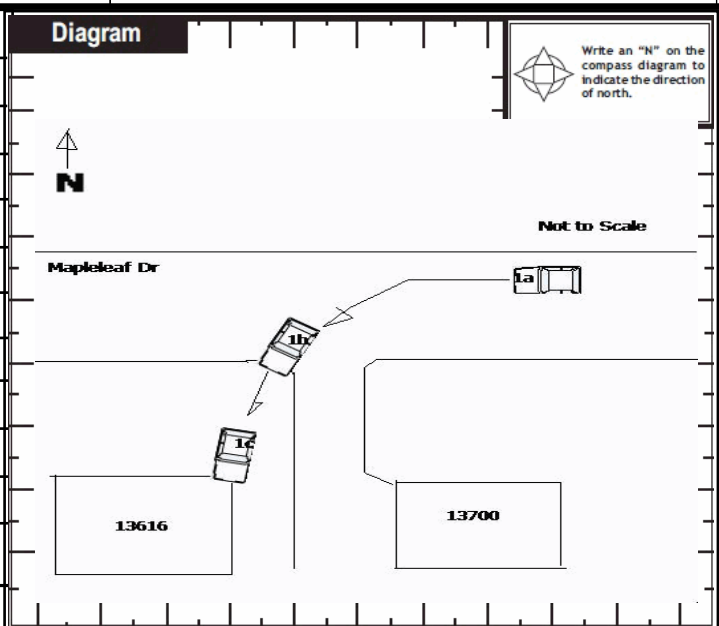 Diagram
Write an “N” on the
compass diagram to
indicate the direction
of north.
N
Not to Scale
Mapleleaf Dr
1a
1b
1c
13616
13700